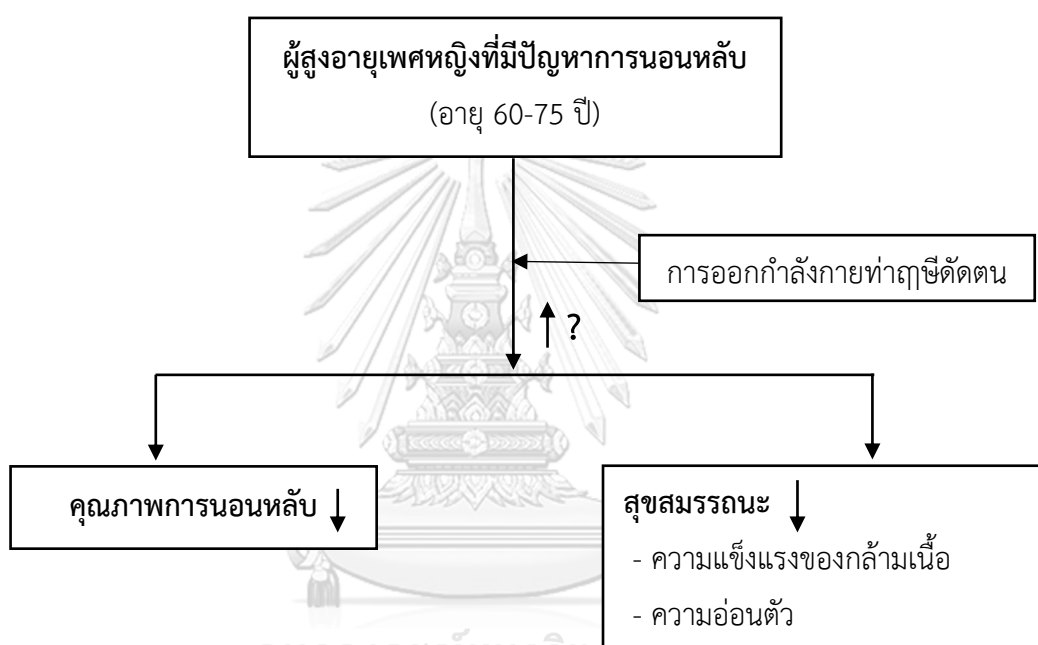 ผู้สูงอายุเพศหญิงที่มีปัญหาการนอนหลับ
(อายุ 60-75 ปี)
การออกกำลังกายท่าฤๅษีดัดตน
?
คุณภาพการนอนหลับ
สุขสมรรถนะ
- ความแข็งแรงของกล้ามเนื้อ
- ความอ่อนตัว